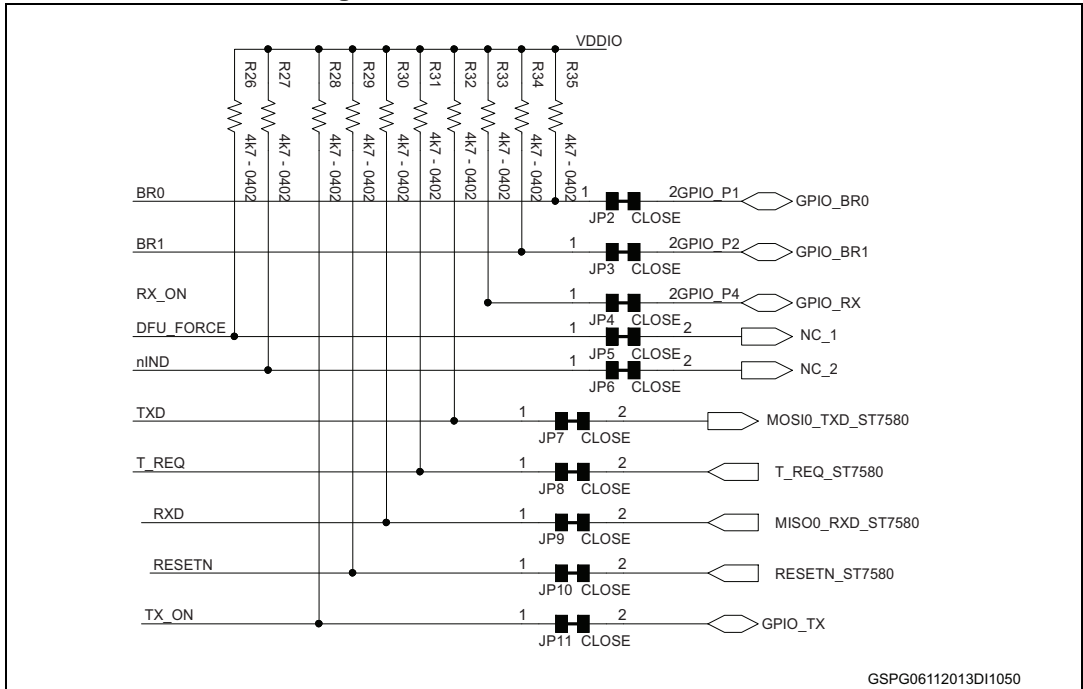 VDDIO
R26 R27 R28 R29 R30 R31 R32 R33 R34 R35
4k7 - 0402 4k7 - 0402 4k7 - 0402 4k7 - 0402 4k7 - 0402 4k7 - 0402 4k7 - 0402 4k7 - 0402 4k7 - 0402 4k7 - 0402
BR0 1 2GPIO_P1 GPIO_BR0
JP2 CLOSE
BR1 1 2GPIO_P2 GPIO_BR1
JP3 CLOSE
RX_ON 1 2GPIO_P4 GPIO_RX
JP4 CLOSE
DFU_FORCE 1 2 NC_1
JP5 CLOSE
nIND 1 2 NC_2
JP6 CLOSE
TXD 1 2 MOSI0_TXD_ST7580
JP7 CLOSE
T_REQ 1 2 T_REQ_ST7580
JP8 CLOSE
RXD 1 2 MISO0_RXD_ST7580
JP9 CLOSE
RESETN 1 2 RESETN_ST7580
JP10 CLOSE
TX_ON 1 2 GPIO_TX
JP11 CLOSE
GSPG06112013DI1050